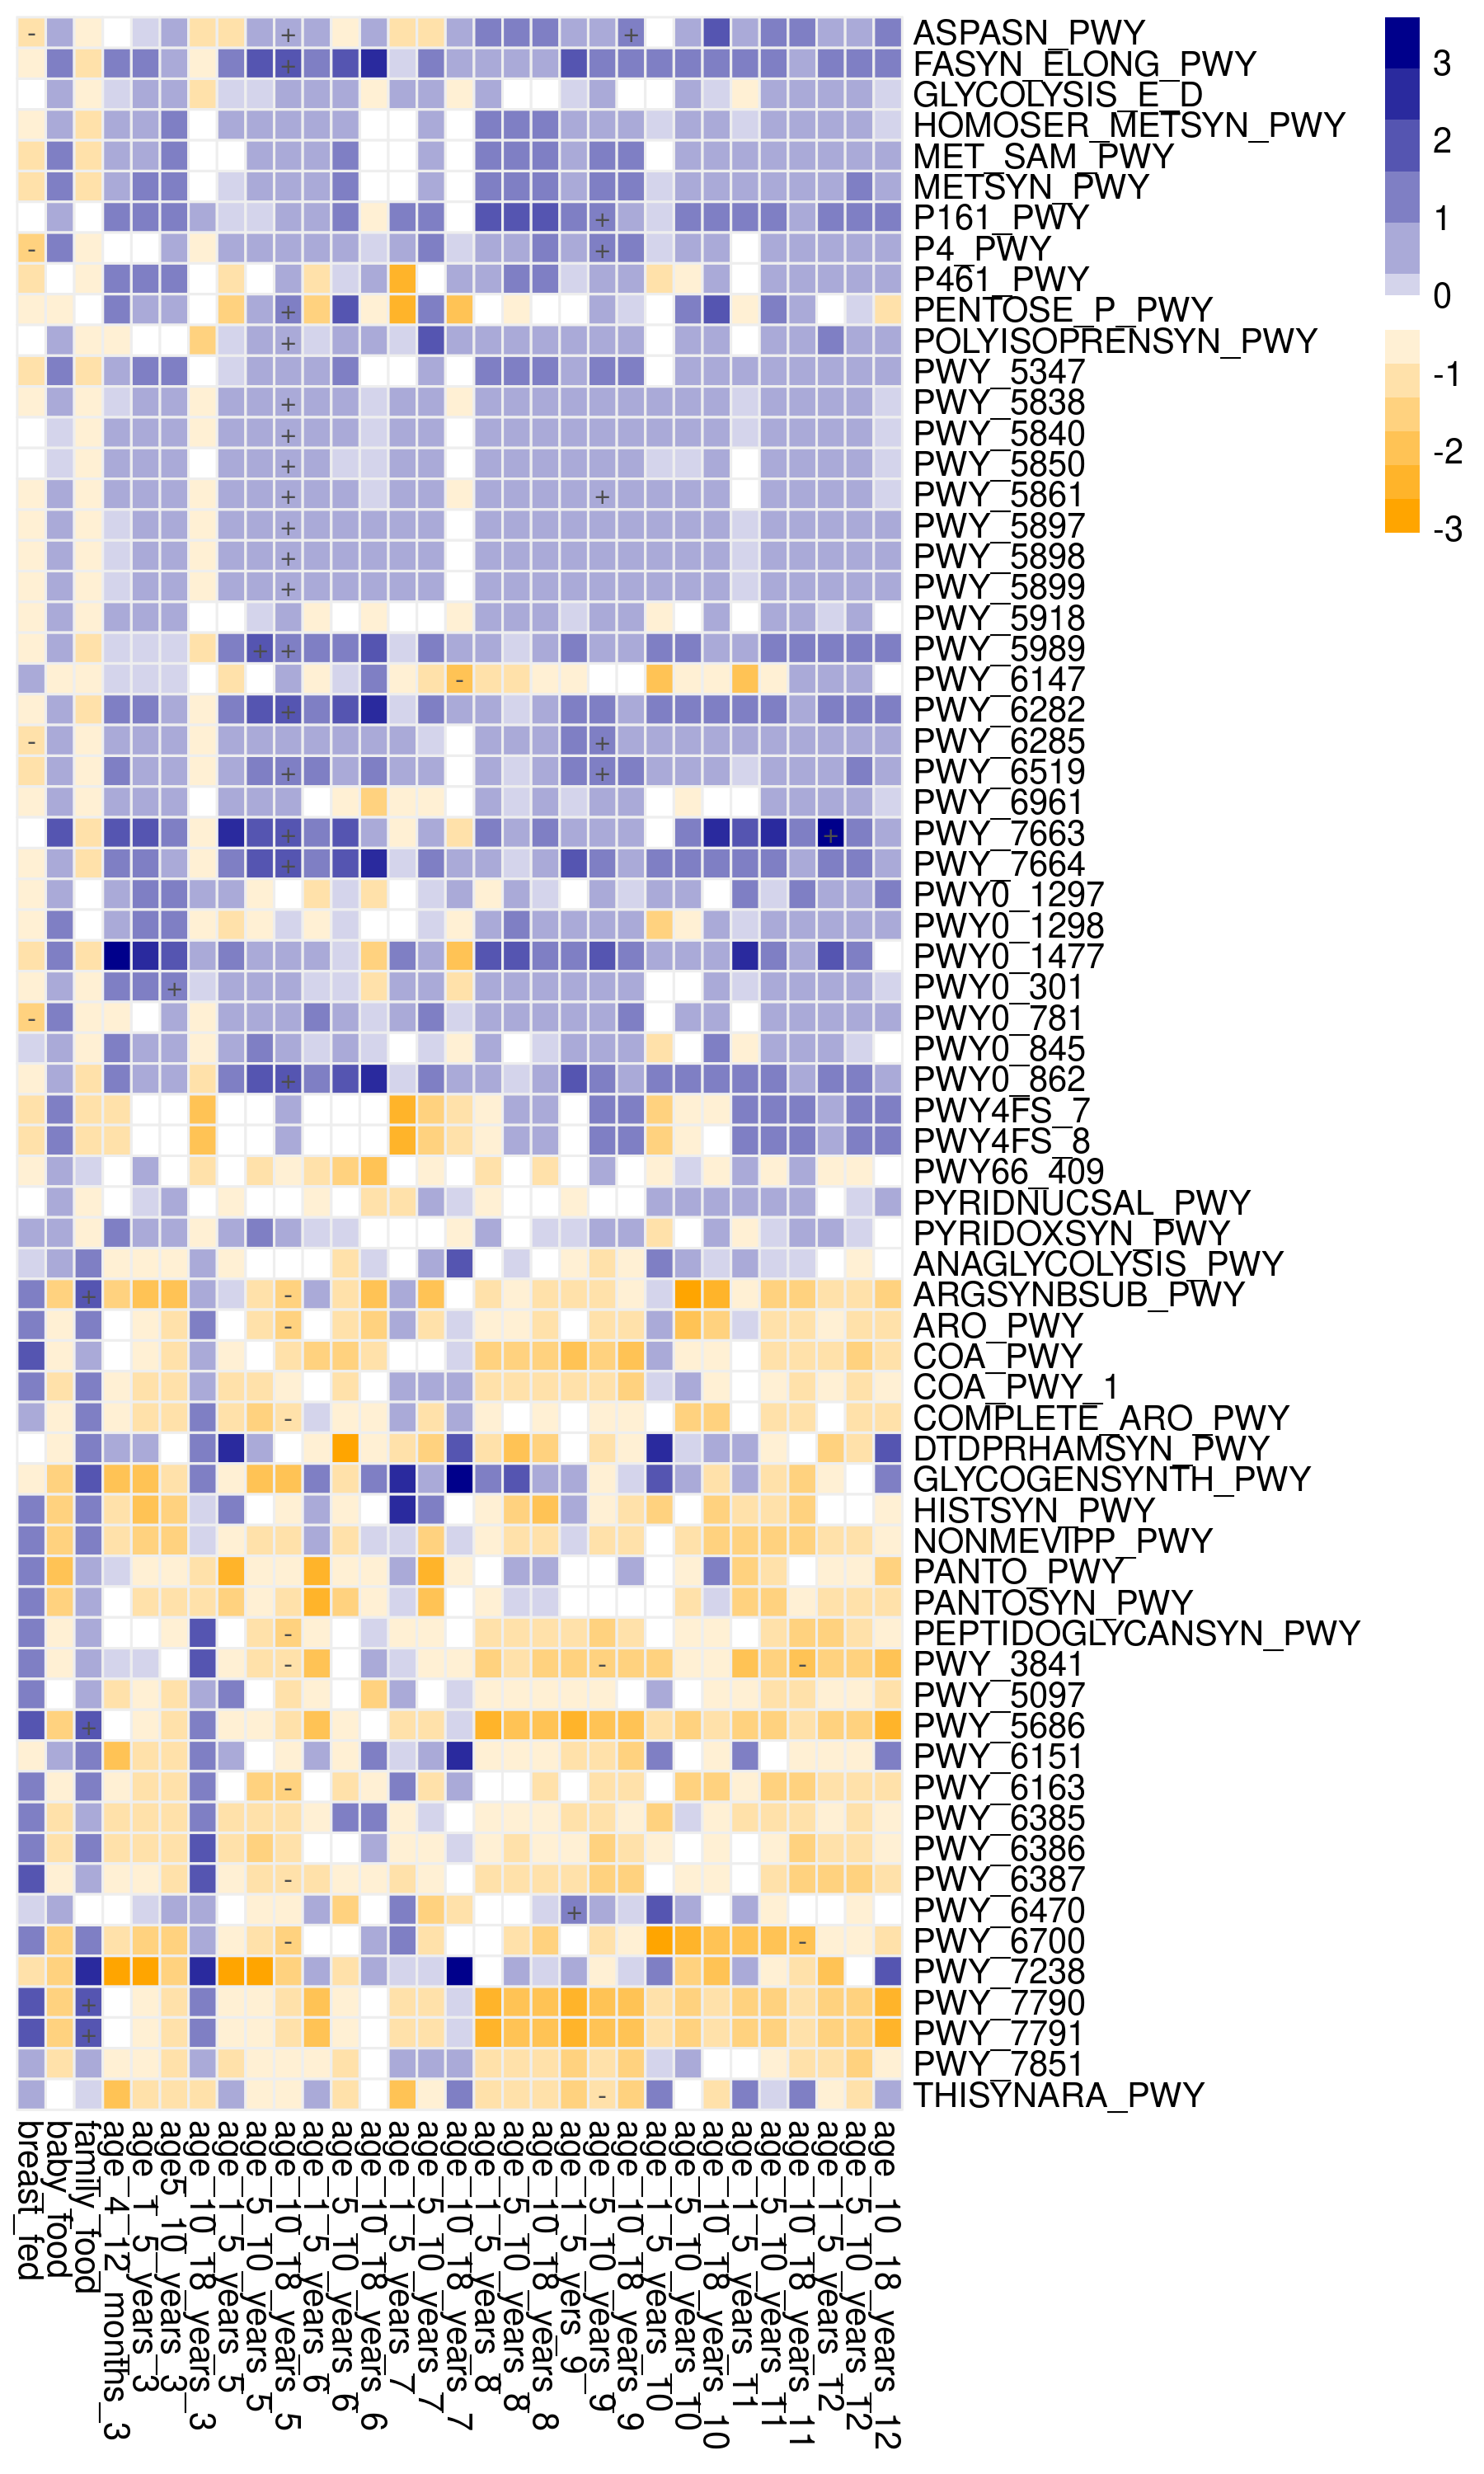 ASPASN_PWY
FASYN_ELONG_PWY
GLYCOLYSIS_E_D
HOMOSER_METSYN_PWY
MET_SAM_PWY
METSYN_PWY
P161_PWY
P4_PWY
P461_PWY
PENTOSE_P_PWY
POLYISOPRENSYN_PWY
PWY_5347
PWY_5838
PWY_5840
PWY_5850
PWY_5861
PWY_5897
PWY_5898
PWY_5899
PWY_5918
PWY_5989
PWY_6147
PWY_6282
PWY_6285
PWY_6519
PWY_6961
PWY_7663
PWY_7664
PWY0_1297
PWY0_1298
PWY0_1477
PWY0_301
PWY0_781
PWY0_845
PWY0_862
PWY4FS_7
PWY4FS_8
PWY66_409
PYRIDNUCSAL_PWY
PYRIDOXSYN_PWY
ANAGLYCOLYSIS_PWY
ARGSYNBSUB_PWY
ARO_PWY
COA_PWY
COA_PWY_1
COMPLETE_ARO_PWY
DTDPRHAMSYN_PWY
GLYCOGENSYNTH_PWY
HISTSYN_PWY
NONMEVIPP_PWY
PANTO_PWY
PANTOSYN_PWY
PEPTIDOGLYCANSYN_PWY
PWY_3841
PWY_5097
PWY_5686
PWY_6151
PWY_6163
PWY_6385
PWY_6386
PWY_6387
PWY_6470
PWY_6700
PWY_7238
PWY_7790
PWY_7791
PWY_7851
THISYNARA_PWY
3
2
1
0
-1
-2
-3
breast_fed
baby_food
family_food
age_4_12_months_3
age_1_5_years_3
age5_10_years_3
age_10_18_years_3
age_1_5_years_5
age_5_10_years_5
age_10_18_years_5
age_1_5_years_6
age_5_10_years_6
age_10_18_years_6
age_1_5_years_7
age_5_10_years_7
age_10_18_years_7
age_1_5_years_8
age_5_10_years_8
age_10_18_years_8
age_1_5_yers_9_
age_5_10_years_9
age_10_18_years_9
age_1_5_years_10
age_5_10_years_10
age_10_18_years_10
age_1_5_years_11
age_5_10_years_11
age_10_18_years_11
age_1_5_years_12
age_5_10_years_12
age_10_18_years_12